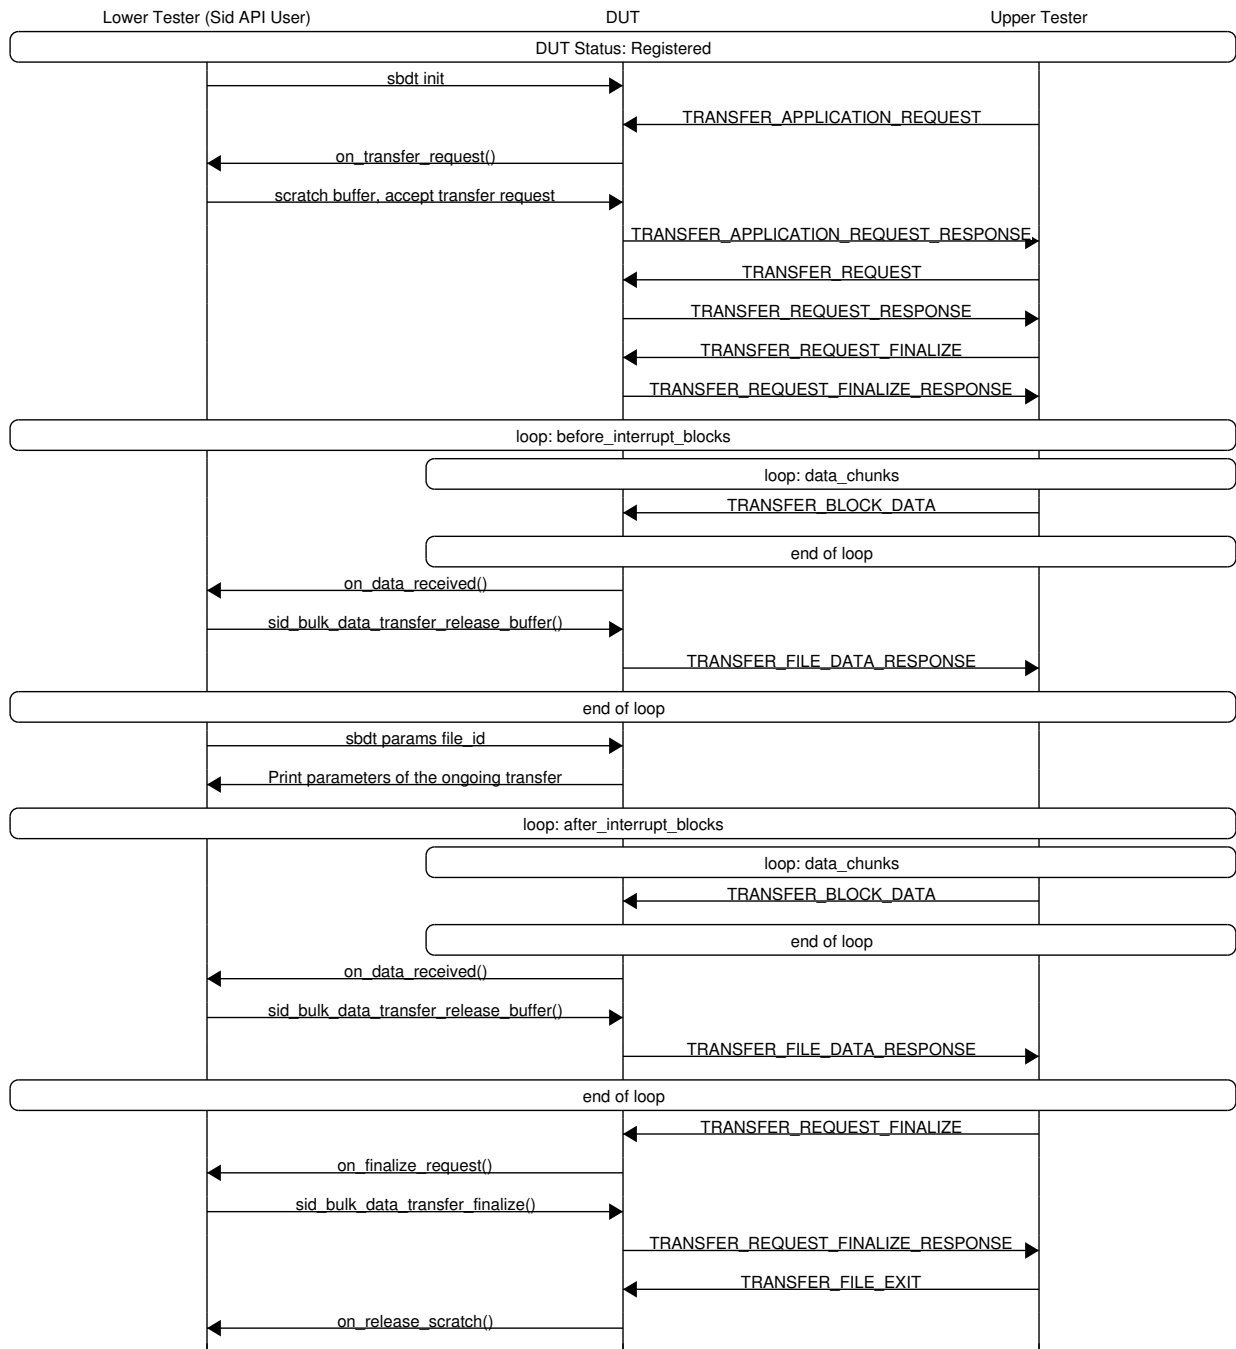 Lower Tester (Sid API User) DUT Upper Tester
DUT Status: Registered
sbdt init
TRANSFER_APPLICATION_REQUEST
on_transfer_request()
scratch buffer, accept transfer request
TRANSFER_APPLICATION_REQUEST_RESPONSE
TRANSFER_REQUEST
TRANSFER_REQUEST_RESPONSE
TRANSFER_REQUEST_FINALIZE
TRANSFER_REQUEST_FINALIZE_RESPONSE
loop: before_interrupt_blocks
loop: data_chunks
TRANSFER_BLOCK_DATA
end of loop
on_data_received()
sid_bulk_data_transfer_release_buffer()
TRANSFER_FILE_DATA_RESPONSE
end of loop
sbdt params file_id
Print parameters of the ongoing transfer
loop: after_interrupt_blocks
loop: data_chunks
TRANSFER_BLOCK_DATA
end of loop
on_data_received()
sid_bulk_data_transfer_release_buffer()
TRANSFER_FILE_DATA_RESPONSE
end of loop
TRANSFER_REQUEST_FINALIZE
on_finalize_request()
sid_bulk_data_transfer_finalize()
TRANSFER_REQUEST_FINALIZE_RESPONSE
TRANSFER_FILE_EXIT
on_release_scratch()